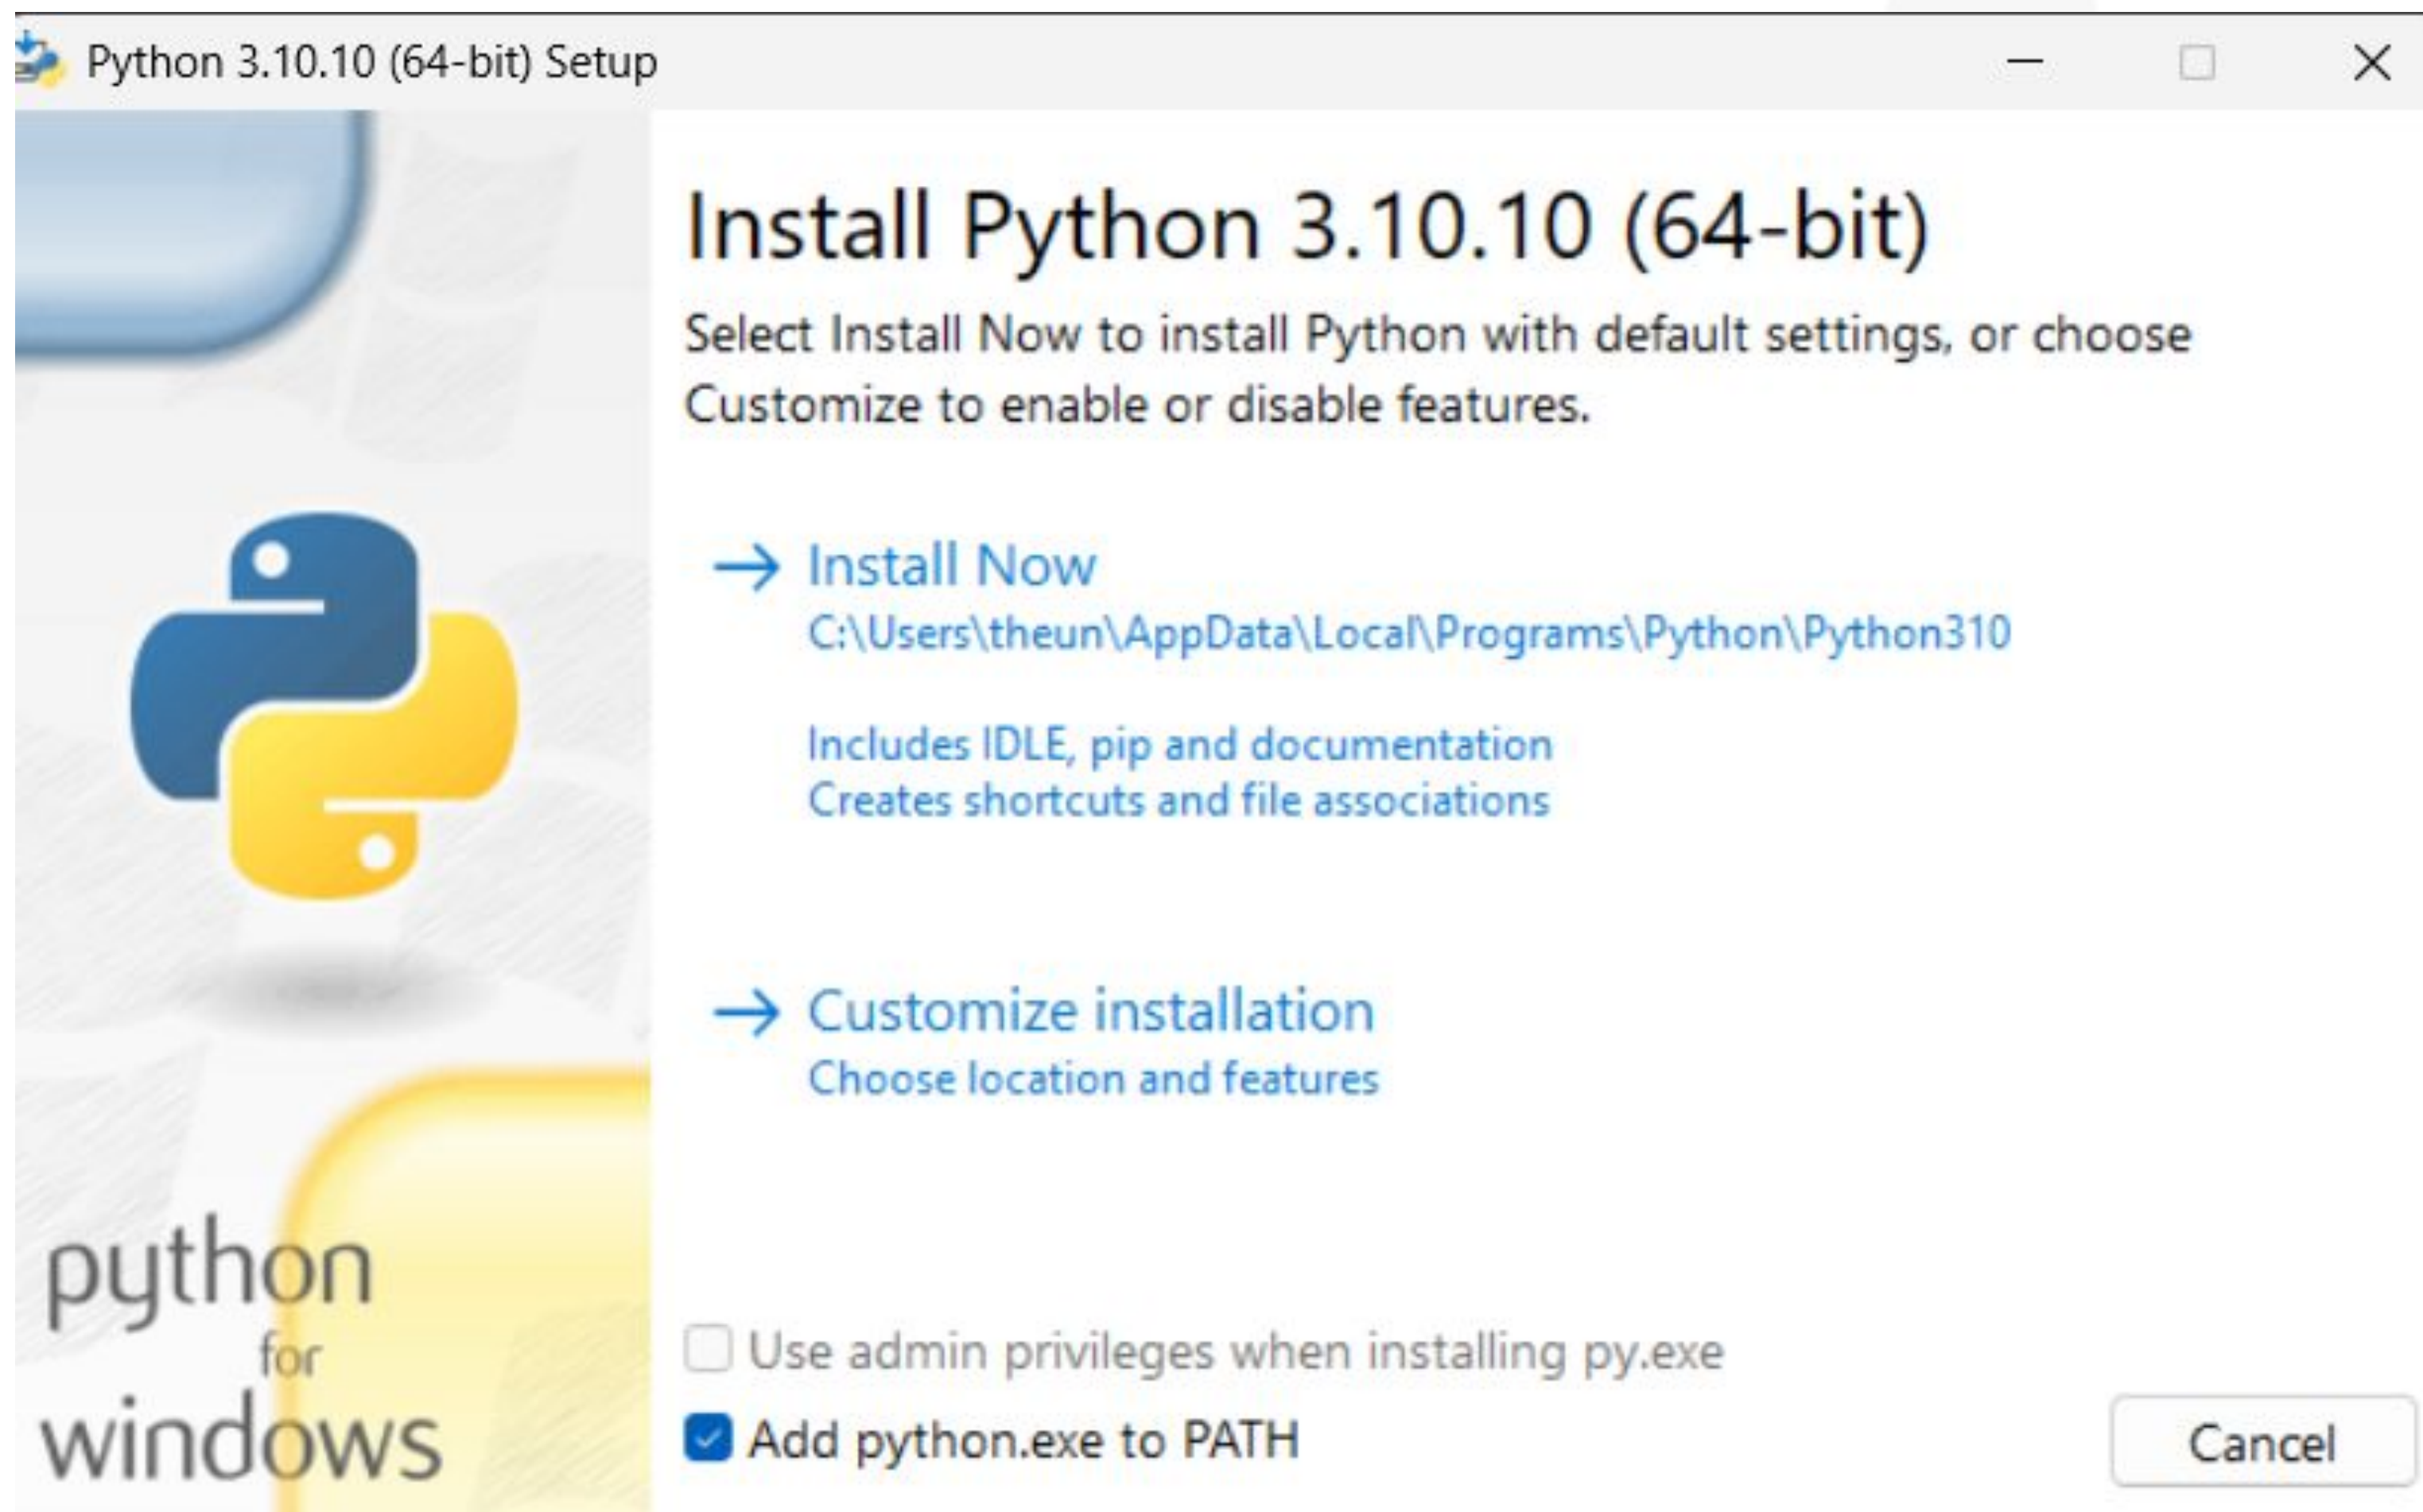 Python 3.10.10 (64-bit) Setup
Install Python 3.10.10 (64-bit)
Select Install Now to install Python with default settings, or choose
Customize to enable or disable features.
Install Now
C:\Users\theun\AppData\Local\Programs\Python\Python310
Includes IDLE, pip and documentation
Creates shortcuts and file associations
Customize installation
Choose location and features
python
for
windows
Use admin privileges when installing py.exe
Add python.exe to PATH
Cancel